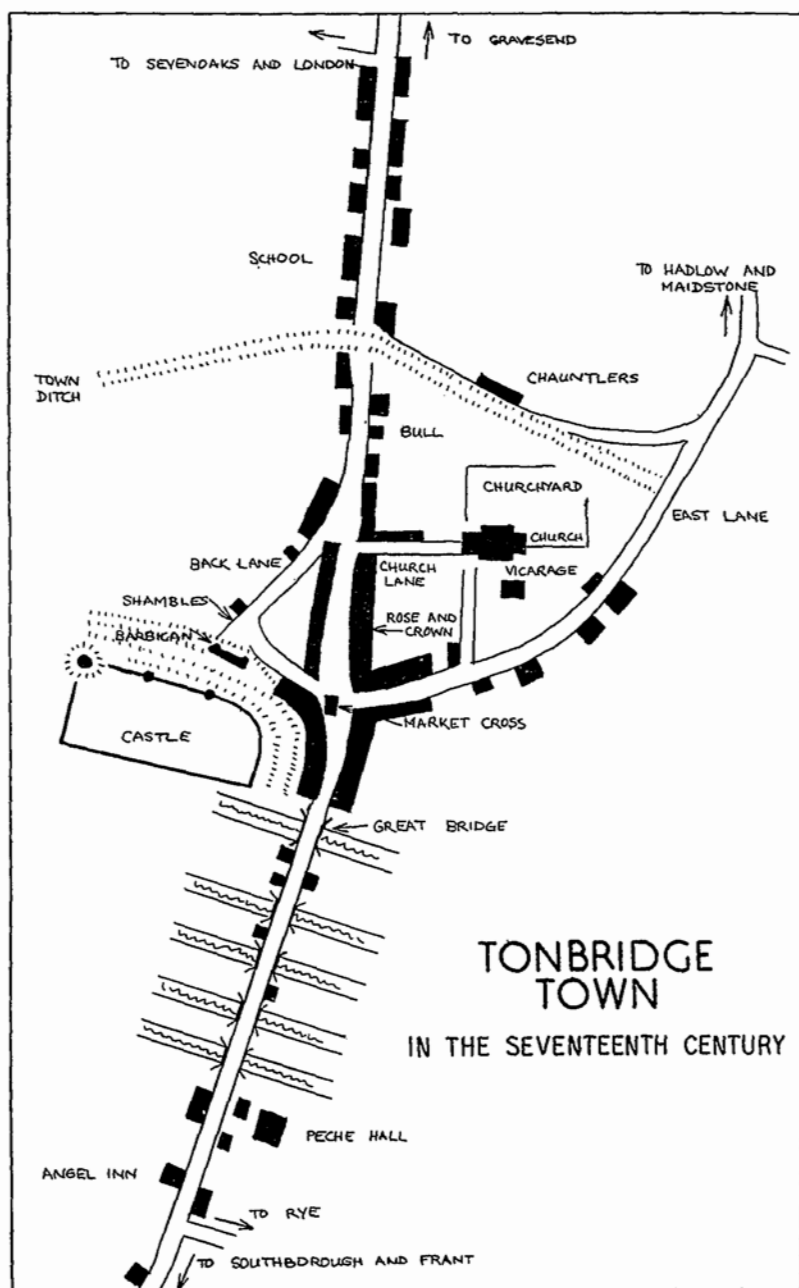 TO GRAVESEND
TO SEVENOAKS AND LONDON
SCHOOL
TO HADLOW AND
MAIDSTONE
TOWN
DITCH
CHAUNTLERS
BULL
CHURCHYARD
EAST LANE
CHURCH
BACK LANE
CHURCH
LANE
VICARAGE
SHAMBLES
ROSE AND
CROWN
BARBICAN
MARKET CROSS
CASTLE
GREAT BRIDGE
TONBRIDGE
TOWN
IN THE SEVENTEENTH CENTURY
PECHE HALL
ANGEL INN
TO RYE
TO SOUTHBOROUGH AND FRANT